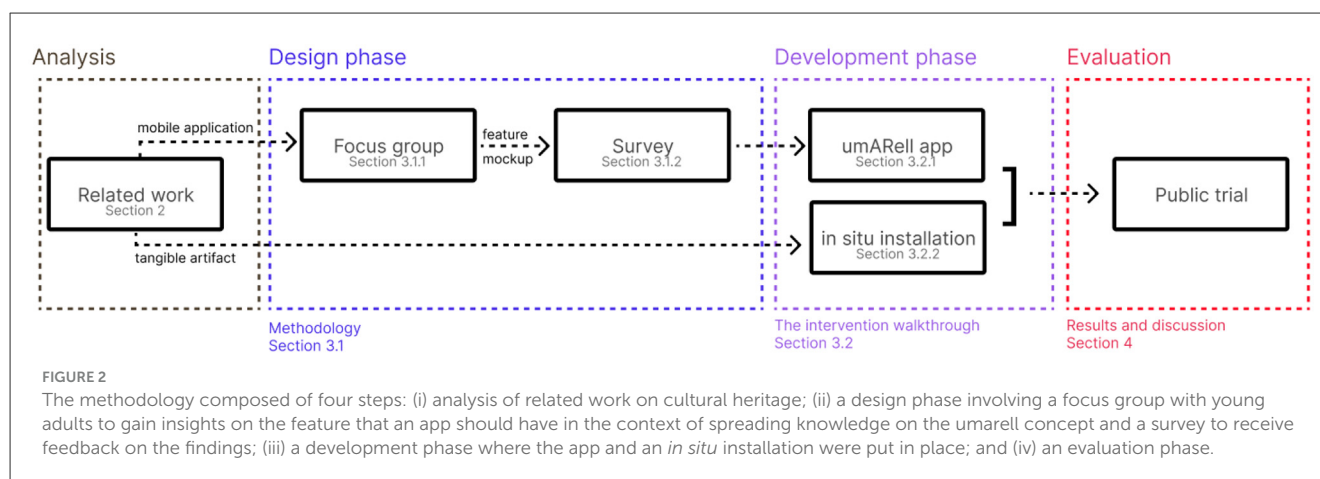 Analysis
Design phase
Development phase
Evaluation
mobile application
Focus group
Section 3.1.1
feature
mockup
Survey
Section 3.1.2
umARell app
Section 3.2.1
Related work
Section 2
Public trial
tangible artifact
in situ installation
Section 3.2.2
Methodology
Section 3.1
The intervention walkthrough
Section 3.2
Results and discussion
Section 4
FIGURE 2
The methodology composed of four steps: (i) analysis of related work on cultural heritage; (ii) a design phase involving a focus group with young
adults to gain insights on the feature that an app should have in the context of spreading knowledge on the umarell concept and a survey to receive
feedback on the findings; (iii) a development phase where the app and an in situ installation were put in place; and (iv) an evaluation phase.